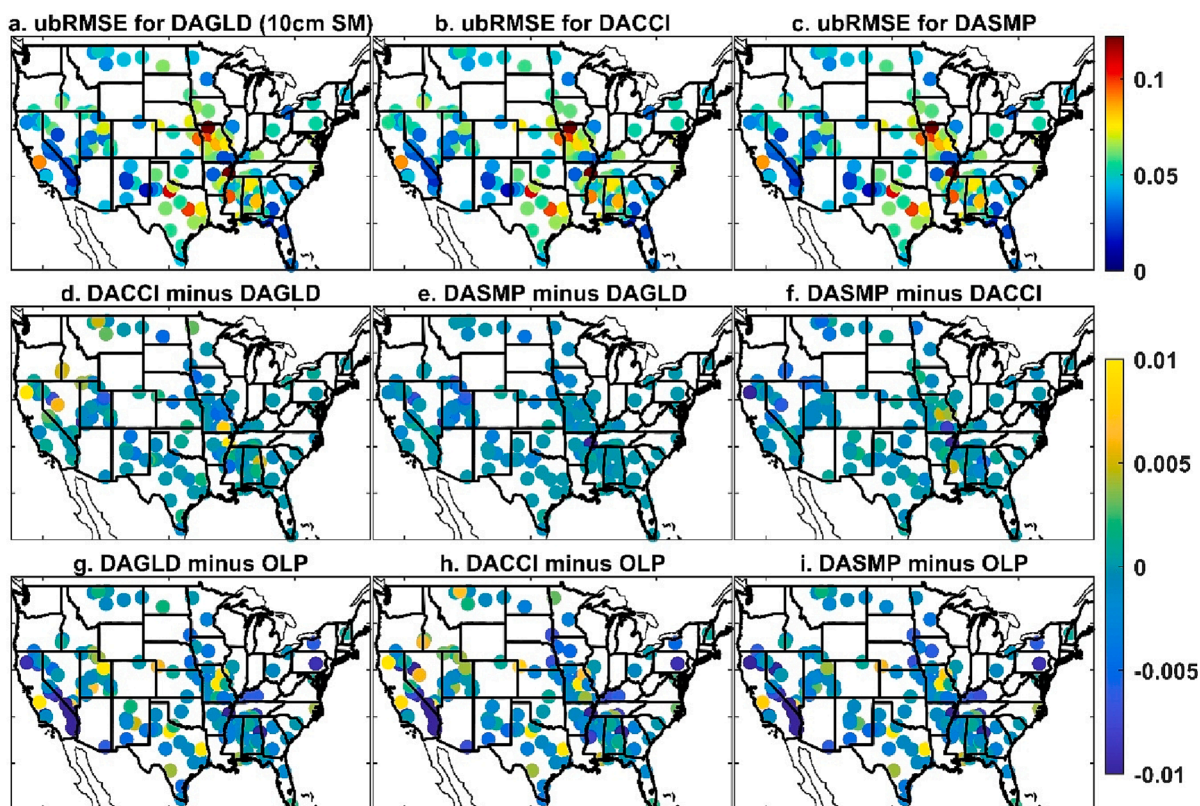 a. ubRMSE for DAGLD (10cm SM)
b. ubRMSE for DACCI
c. ubRMSE for DASMP
0.1
0.05
0
d. DACCI minus DAGLD
e. DASMP minus DAGLD
f. DASMP minus DACCI
0.01
0.005
0
-0.005
-0.01
g. DAGLD minus OLP
h. DACCI minus OLP
i. DASMP minus OLP